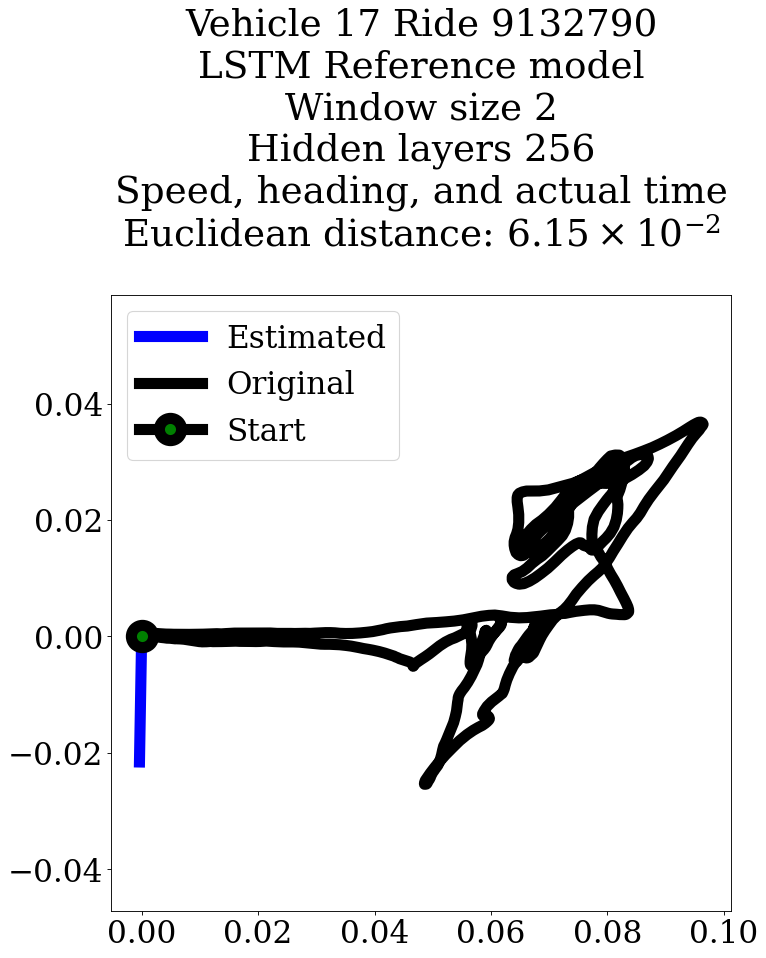 Vehicle 17 Ride 9132790
LSTM Reference model
Window size 2
Hidden layers 256
Speed, heading, and actual time
Euclidean distance: 6.15 × 10⁻²
Estimated
Original
Start
0.04
0.02
0.00
−0.02
−0.04
0.00 0.02 0.04 0.06 0.08 0.10